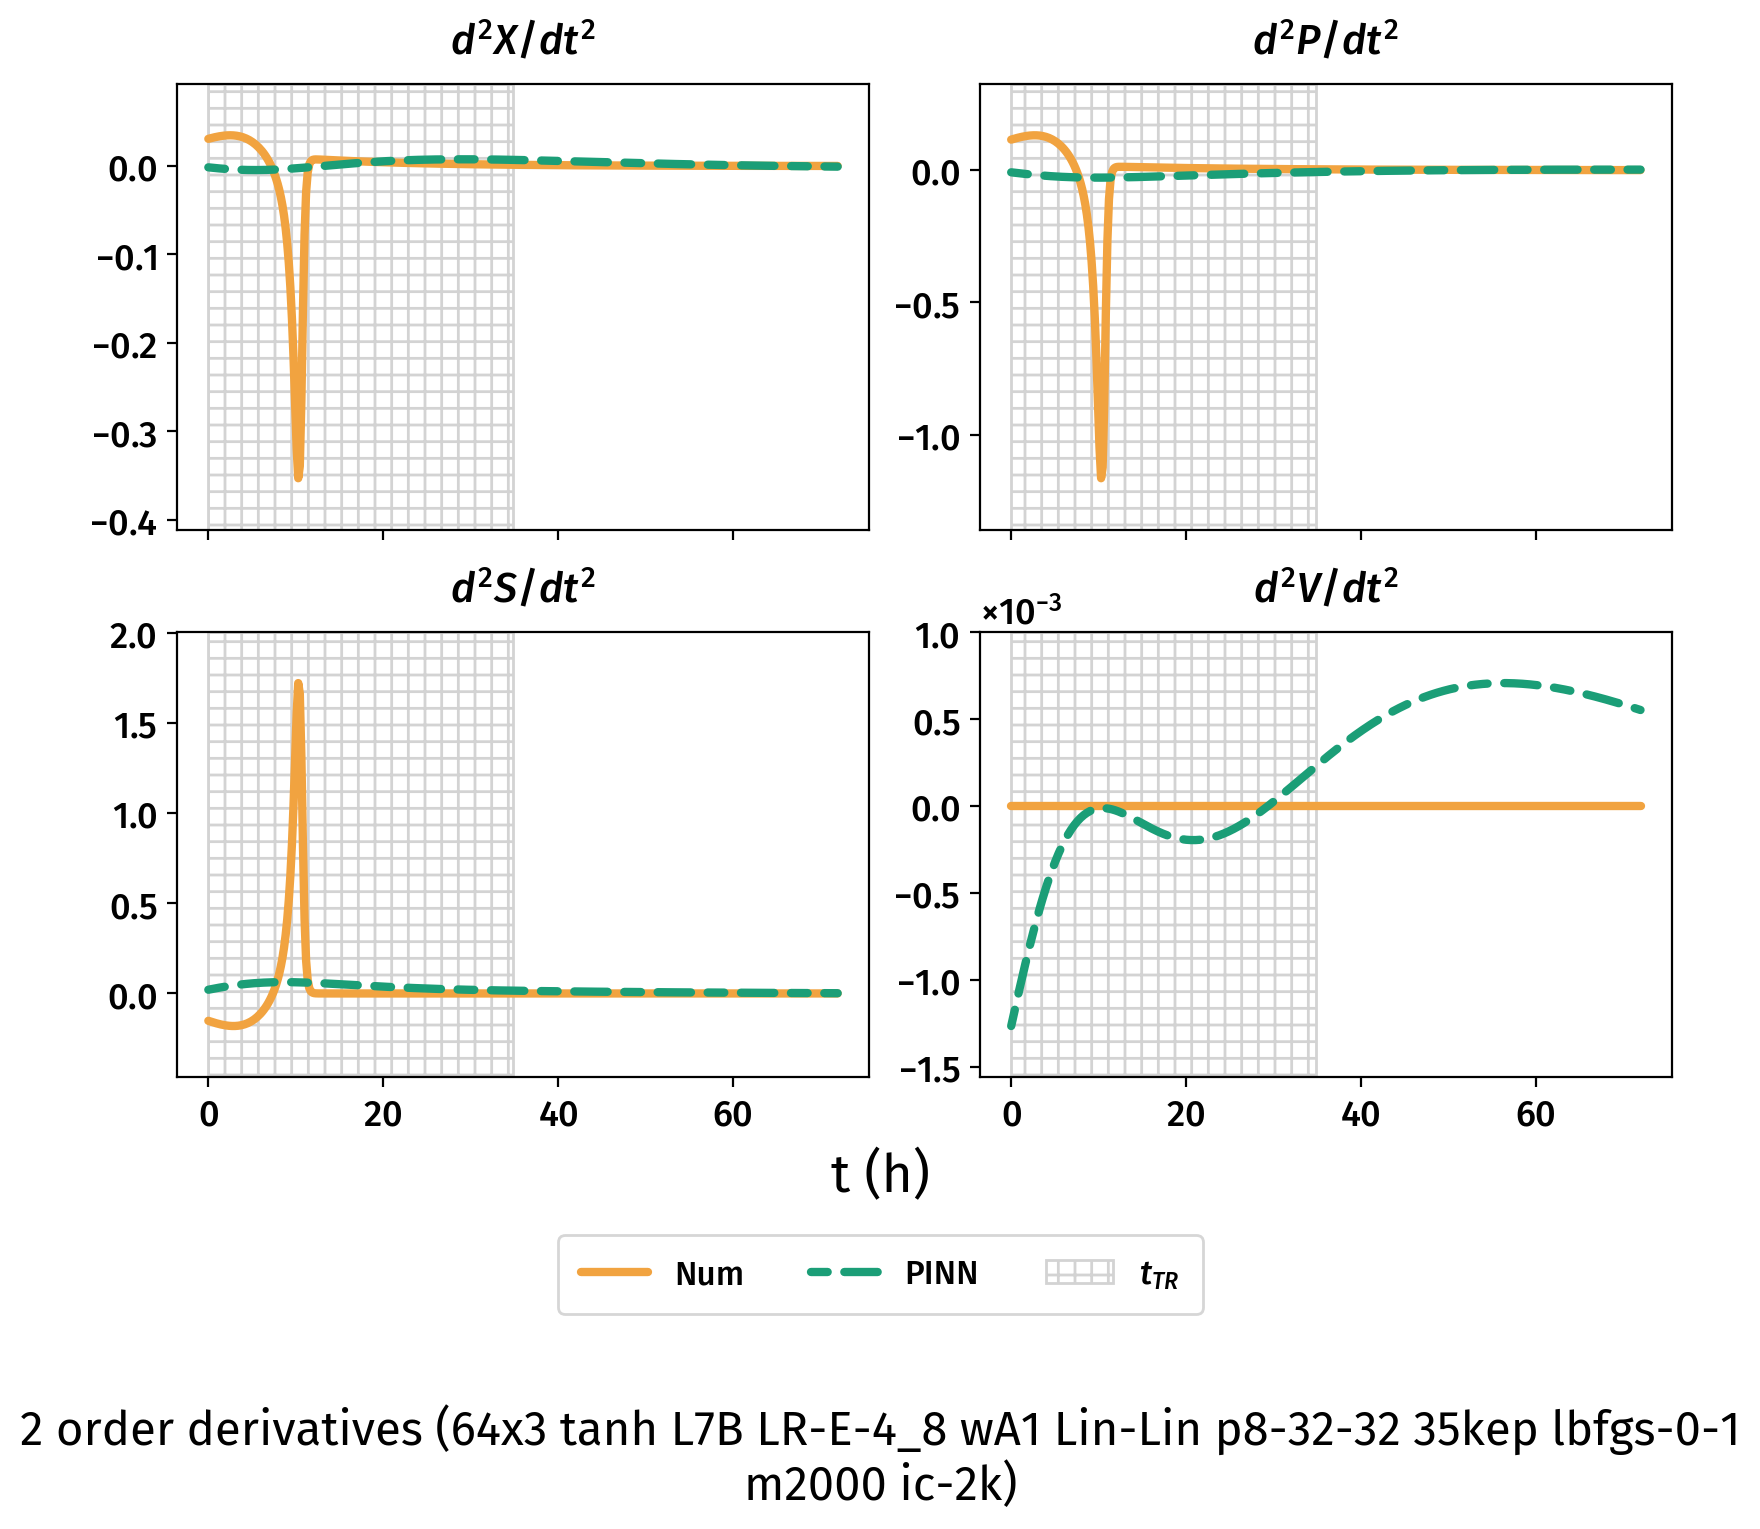 d²X/dt²
d²P/dt²
0.0
−0.1
−0.2
−0.3
−0.4
0.0
−0.5
−1.0
d²S/dt²
d²V/dt²
×10⁻³
2.0
1.5
1.0
0.5
0.0
1.0
0.5
0.0
−0.5
−1.0
−1.5
0 20 40 60
0 20 40 60
t (h)
Num PINN t_TR
2 order derivatives (64x3 tanh L7B LR-E-4_8 wA1 Lin-Lin p8-32-32 35kep lbfgs-0-1
m2000 ic-2k)